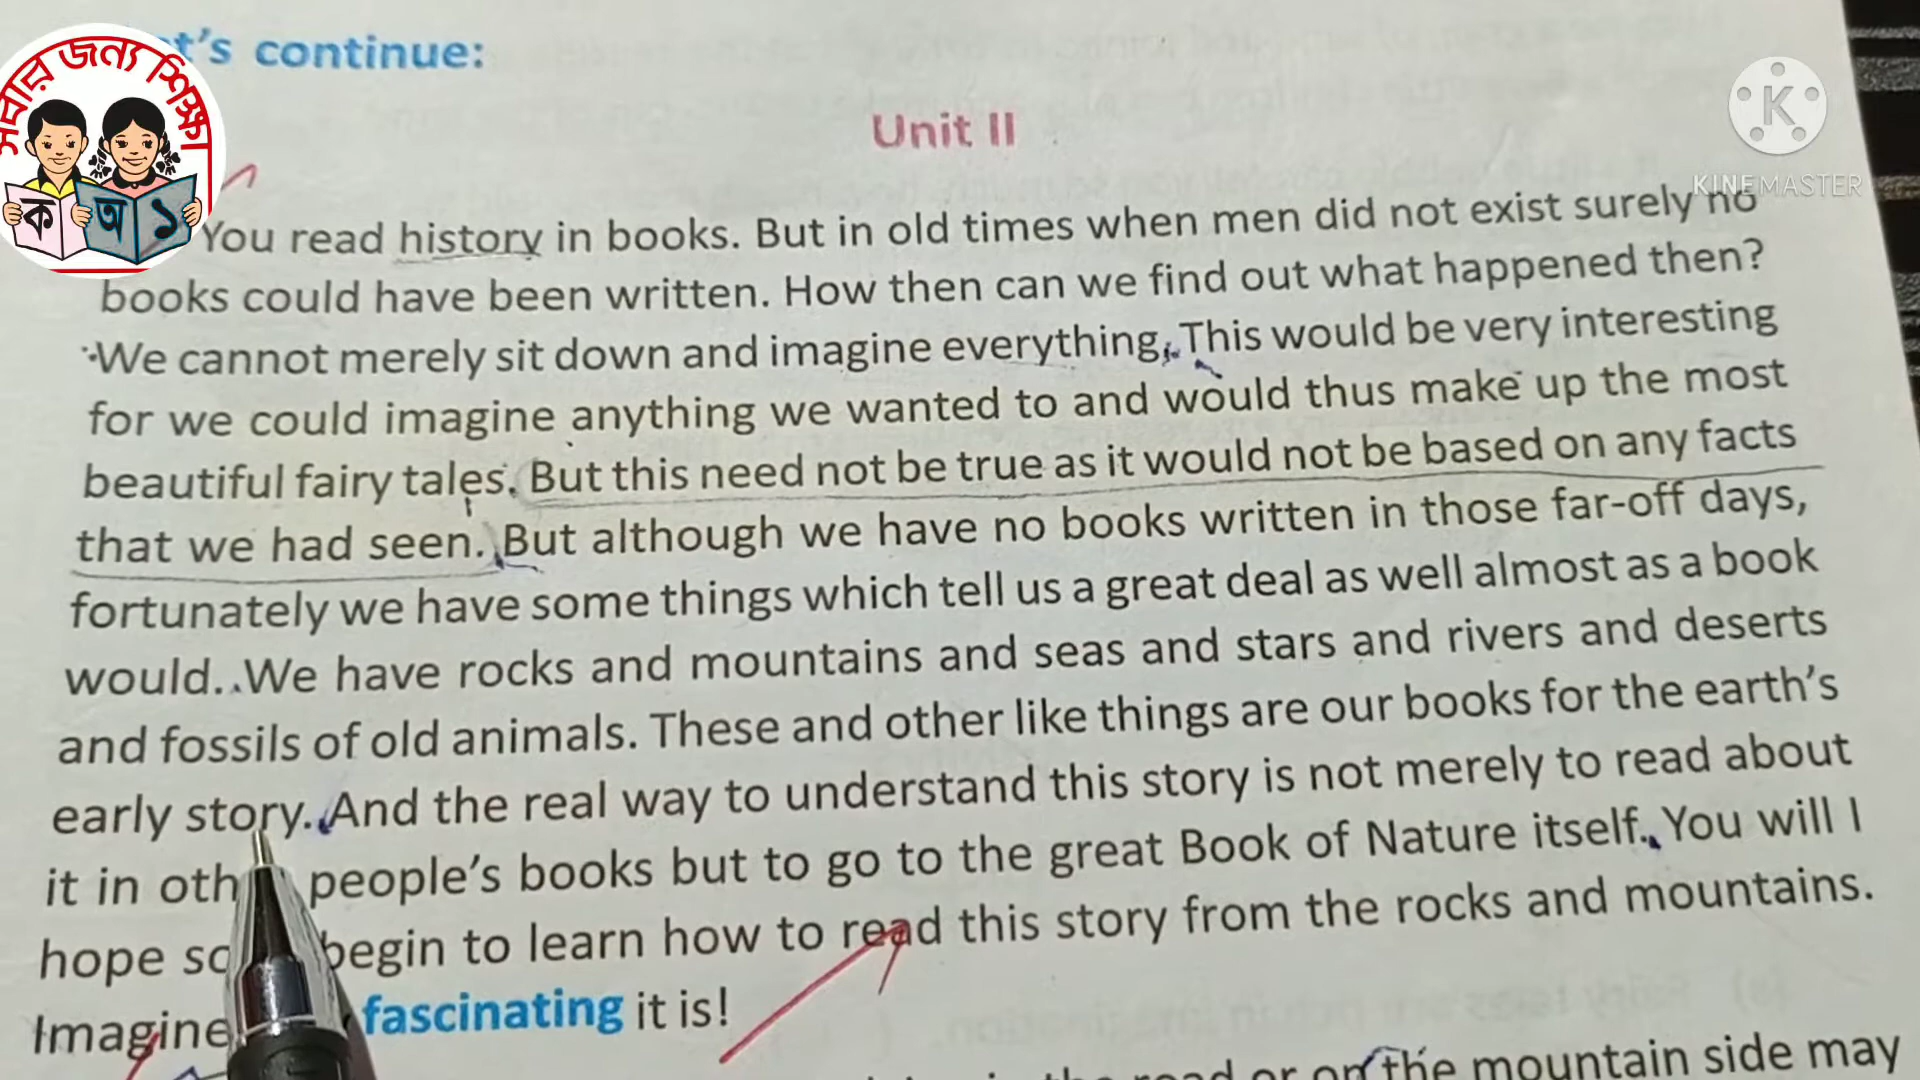 সবার জন্য শিক্ষা
ক অ ১
t's continue:
KINEMASTER
Unit II
You read history in books. But in old times when men did not exist surely no
books could have been written. How then can we find out what happened then?
We cannot merely sit down and imagine everything. This would be very interesting
for we could imagine anything we wanted to and would thus make up the most
beautiful fairy tales. But this need not be true as it would not be based on any facts
that we had seen. But although we have no books written in those far-off days,
fortunately we have some things which tell us a great deal as well almost as a book
would. We have rocks and mountains and seas and stars and rivers and deserts
and fossils of old animals. These and other like things are our books for the earth's
early story. And the real way to understand this story is not merely to read about
it in oth people's books but to go to the great Book of Nature itself. You will I
hope so begin to learn how to read this story from the rocks and mountains.
Imagine fascinating it is!
the road or on the mountain side may